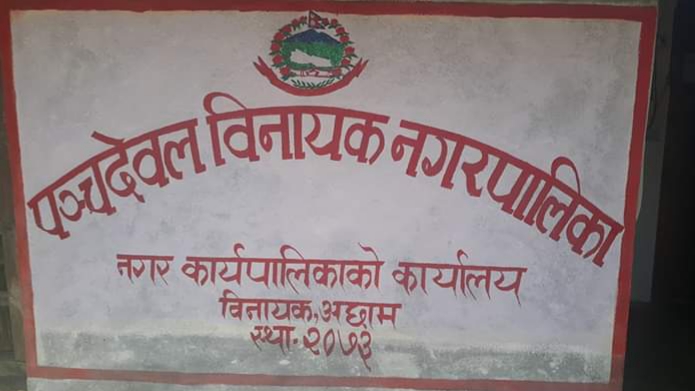 पञ्चदेवल विनायक नगरपालिका
नगर कार्यपालिकाको कार्यालय
विनायक,अछाम
स्था. २०७३